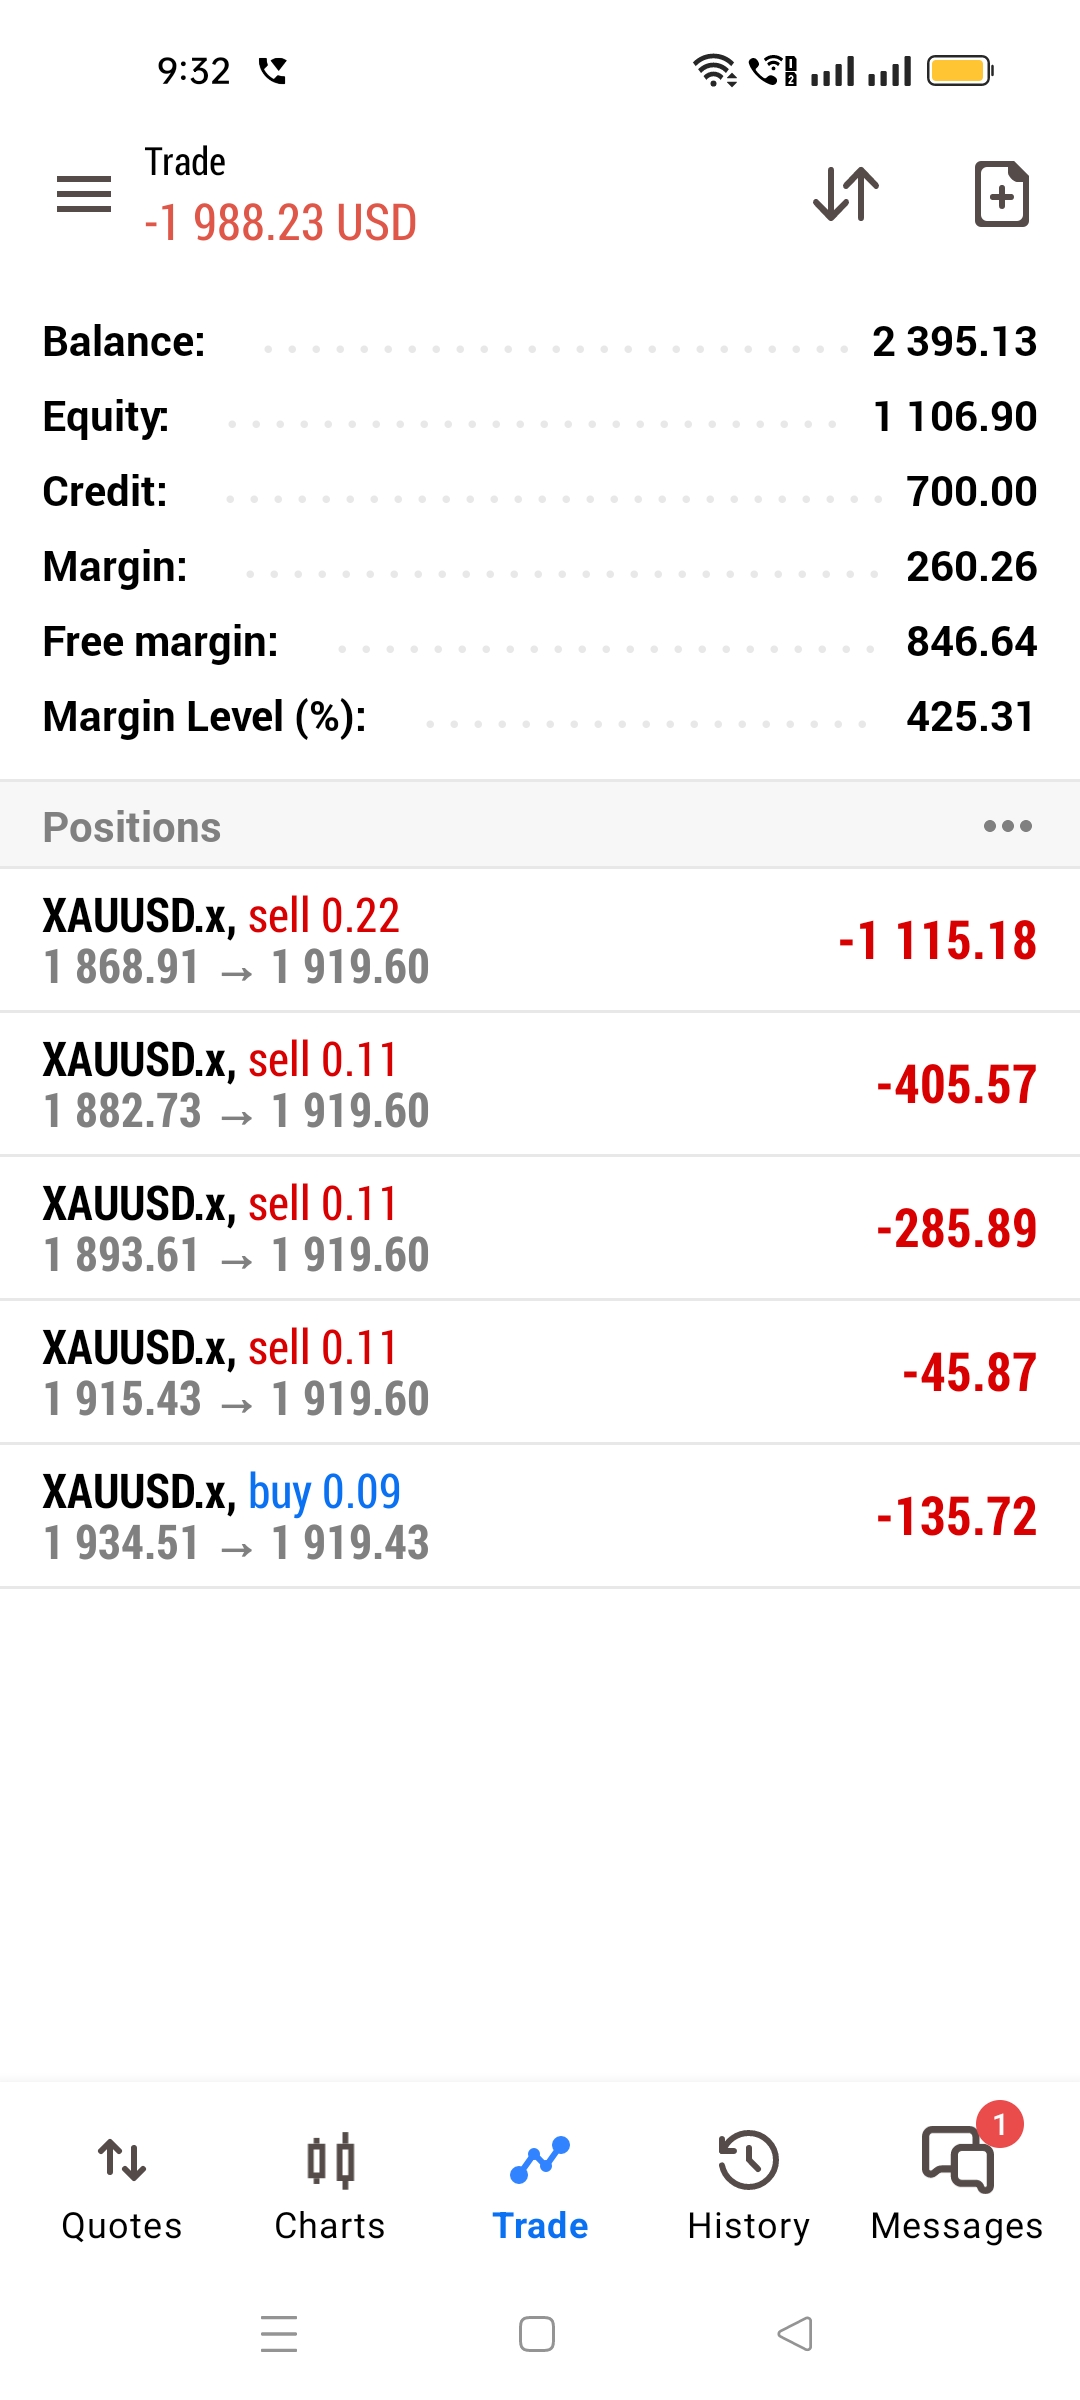 9:32
Trade
-1 988.23 USD
Balance: 2 395.13
Equity: 1 106.90
Credit: 700.00
Margin: 260.26
Free margin: 846.64
Margin Level (%): 425.31
Positions
XAUUSD.x, sell 0.22
1 868.91 → 1 919.60
-1 115.18
XAUUSD.x, sell 0.11
1 882.73 → 1 919.60
-405.57
XAUUSD.x, sell 0.11
1 893.61 → 1 919.60
-285.89
XAUUSD.x, sell 0.11
1 915.43 → 1 919.60
-45.87
XAUUSD.x, buy 0.09
1 934.51 → 1 919.43
-135.72
1
Quotes Charts Trade History Messages